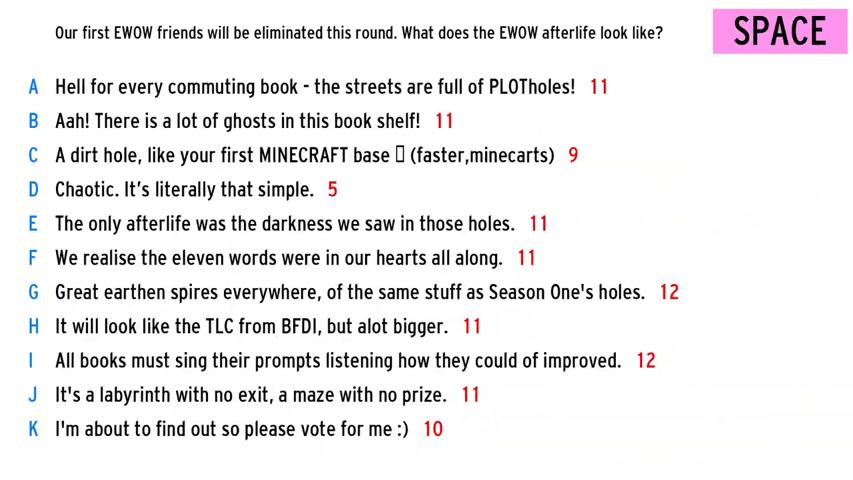 Our first EWOW friends will be eliminated this round. What does the EWOW afterlife look like?
SPACE
A Hell for every commuting book - the streets are full of PLOTholes! 11
B Aah! There is a lot of ghosts in this book shelf! 11
C A dirt hole, like your first MINECRAFT base ▯ (faster,minecarts) 9
D Chaotic. It's literally that simple. 5
E The only afterlife was the darkness we saw in those holes. 11
F We realise the eleven words were in our hearts all along. 11
G Great earthen spires everywhere, of the same stuff as Season One's holes. 12
H It will look like the TLC from BFDI, but alot bigger. 11
I All books must sing their prompts listening how they could of improved. 12
J It's a labyrinth with no exit, a maze with no prize. 11
K I'm about to find out so please vote for me :) 10